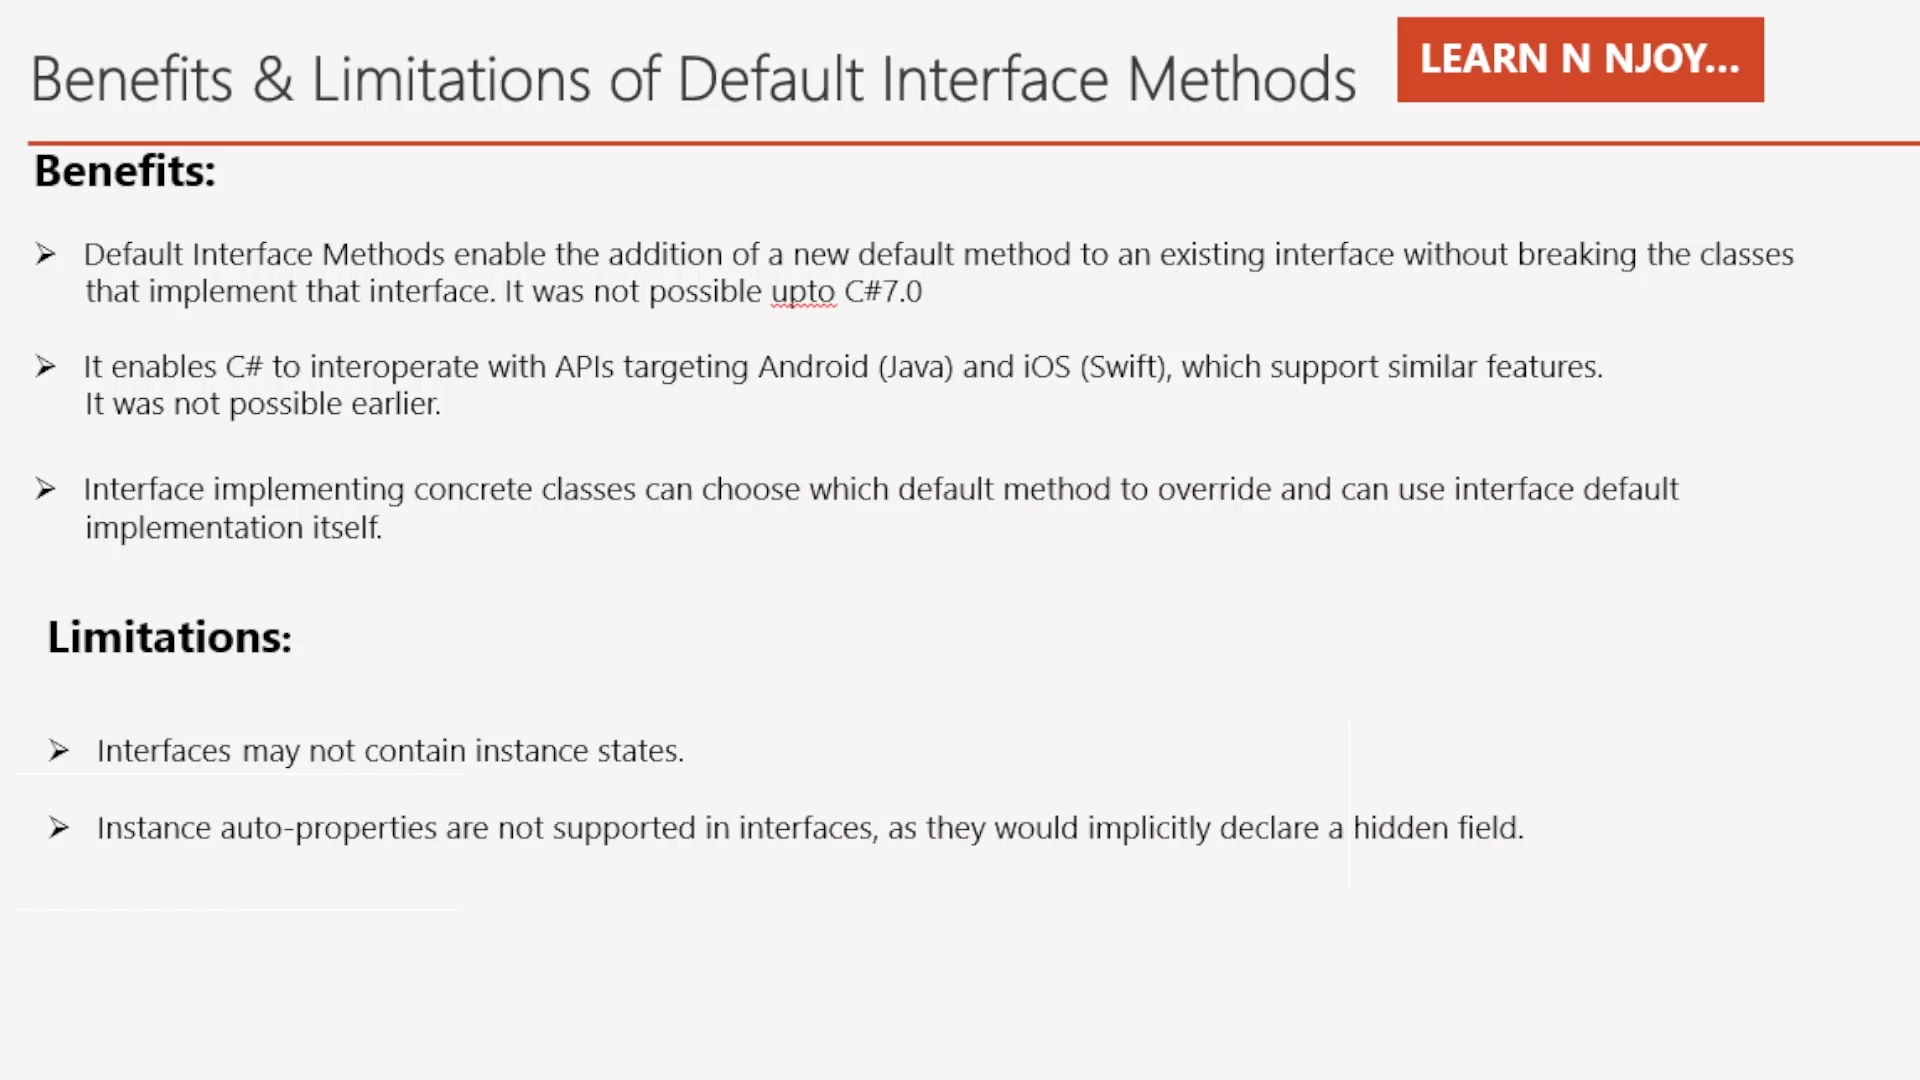 Benefits & Limitations of Default Interface Methods
LEARN N NJOY...
Benefits:
➢ Default Interface Methods enable the addition of a new default method to an existing interface without breaking the classes
that implement that interface. It was not possible upto C#7.0
➢ It enables C# to interoperate with APIs targeting Android (Java) and iOS (Swift), which support similar features.
It was not possible earlier.
➢ Interface implementing concrete classes can choose which default method to override and can use interface default
implementation itself.
Limitations:
➢ Interfaces may not contain instance states.
➢ Instance auto-properties are not supported in interfaces, as they would implicitly declare a hidden field.